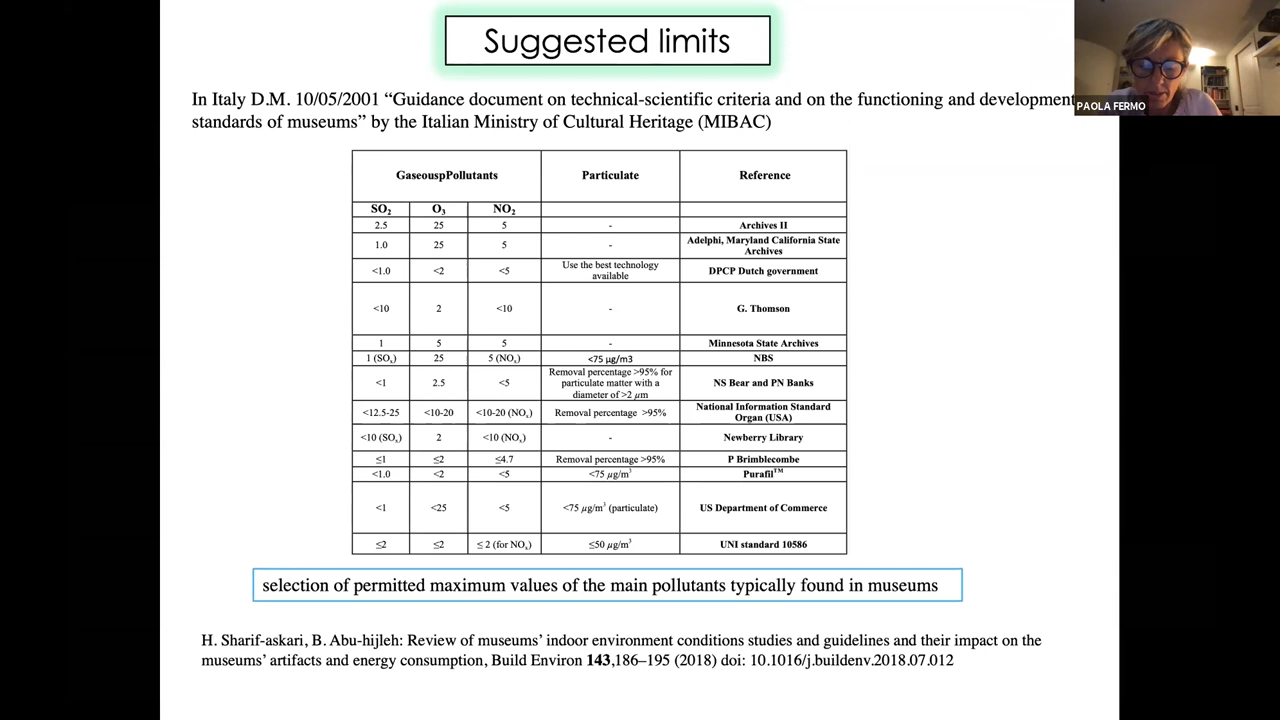 Suggested limits
PAOLA FERMO
In Italy D.M. 10/05/2001 “Guidance document on technical-scientific criteria and on the functioning and development
standards of museums” by the Italian Ministry of Cultural Heritage (MIBAC)
GaseouspPollutants Particulate Reference
SO₂ O₃ NO₂
2.5 25 5 - Archives II
1.0 25 5 - Adelphi, Maryland California State
Archives
<1.0 <2 <5 Use the best technology
available DPCP Dutch government
<10 2 <10 - G. Thomson
1 5 5 - Minnesota State Archives
1 (SOₓ) 25 5 (NOₓ) <75 µg/m3 NBS
<1 2.5 <5 Removal percentage >95% for
particulate matter with a
diameter of >2 µm NS Bear and PN Banks
<12.5-25 <10-20 <10-20 (NOₓ) Removal percentage >95% National Information Standard
Organ (USA)
<10 (SOₓ) 2 <10 (NOₓ) - Newberry Library
≤1 ≤2 ≤4.7 Removal percentage >95% P Brimblecombe
<1.0 <2 <5 <75 µg/m³ Purafil™
<1 <25 <5 <75 µg/m³ (particulate) US Department of Commerce
≤2 ≤2 ≤ 2 (for NOₓ) ≤50 µg/m³ UNI standard 10586
selection of permitted maximum values of the main pollutants typically found in museums
H. Sharif-askari, B. Abu-hijleh: Review of museums’ indoor environment conditions studies and guidelines and their impact on the
museums’ artifacts and energy consumption, Build Environ 143,186–195 (2018) doi: 10.1016/j.buildenv.2018.07.012